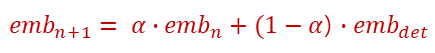 emb_{n+1} = α · emb_n + (1 − α) · emb_{det}